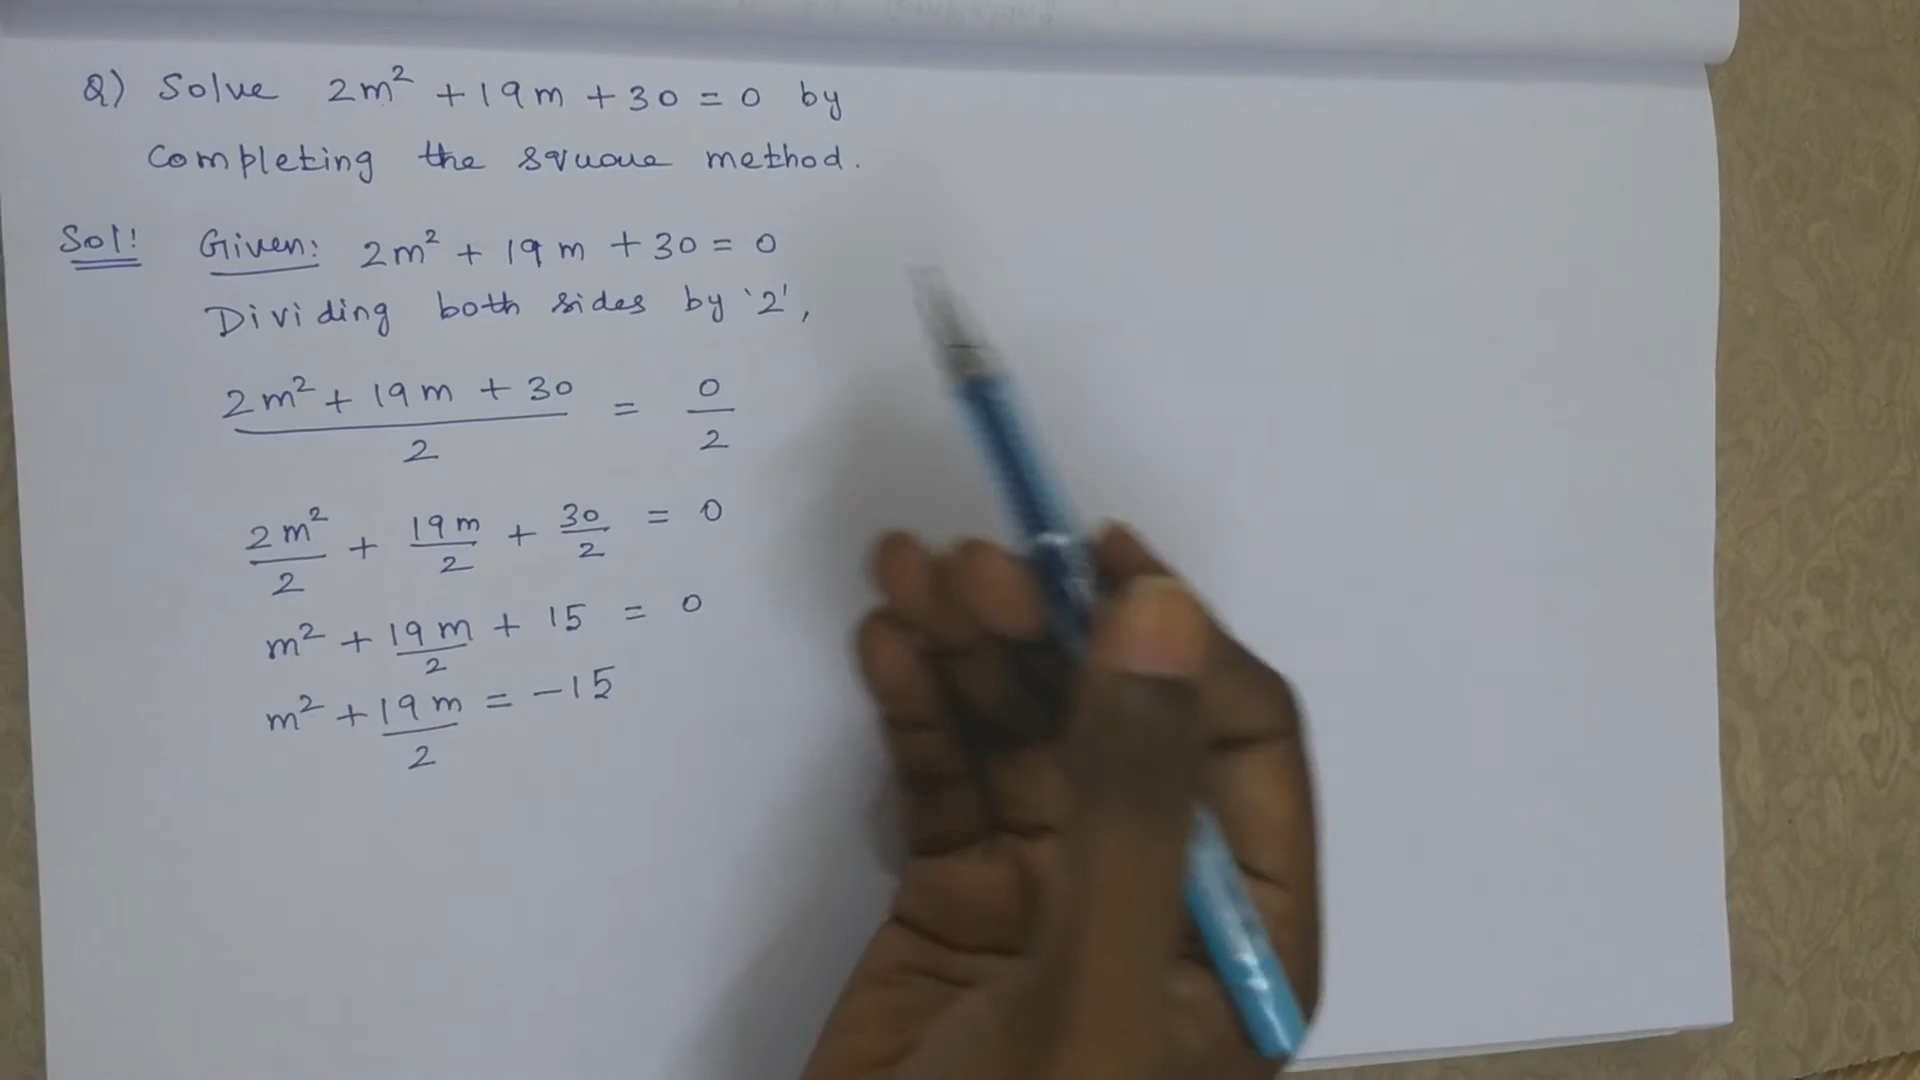 Q) Solve 2m² + 19m + 30 = 0 by
completing the square method.
Sol: Given: 2m² + 19m + 30 = 0
Dividing both sides by '2',
2m² + 19m + 30 / 2 = 0 / 2
2m²/2 + 19m/2 + 30/2 = 0
m² + 19m/2 + 15 = 0
m² + 19m/2 = -15